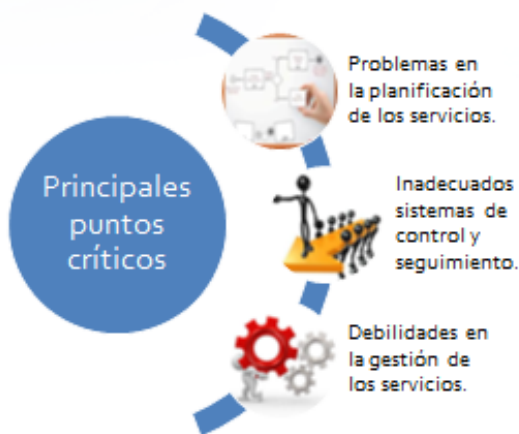 Principales
puntos
críticos
Problemas en
la planificación
de los servicios.
Inadecuados
sistemas de
control y
seguimiento.
Debilidades en
la gestión de
los servicios.